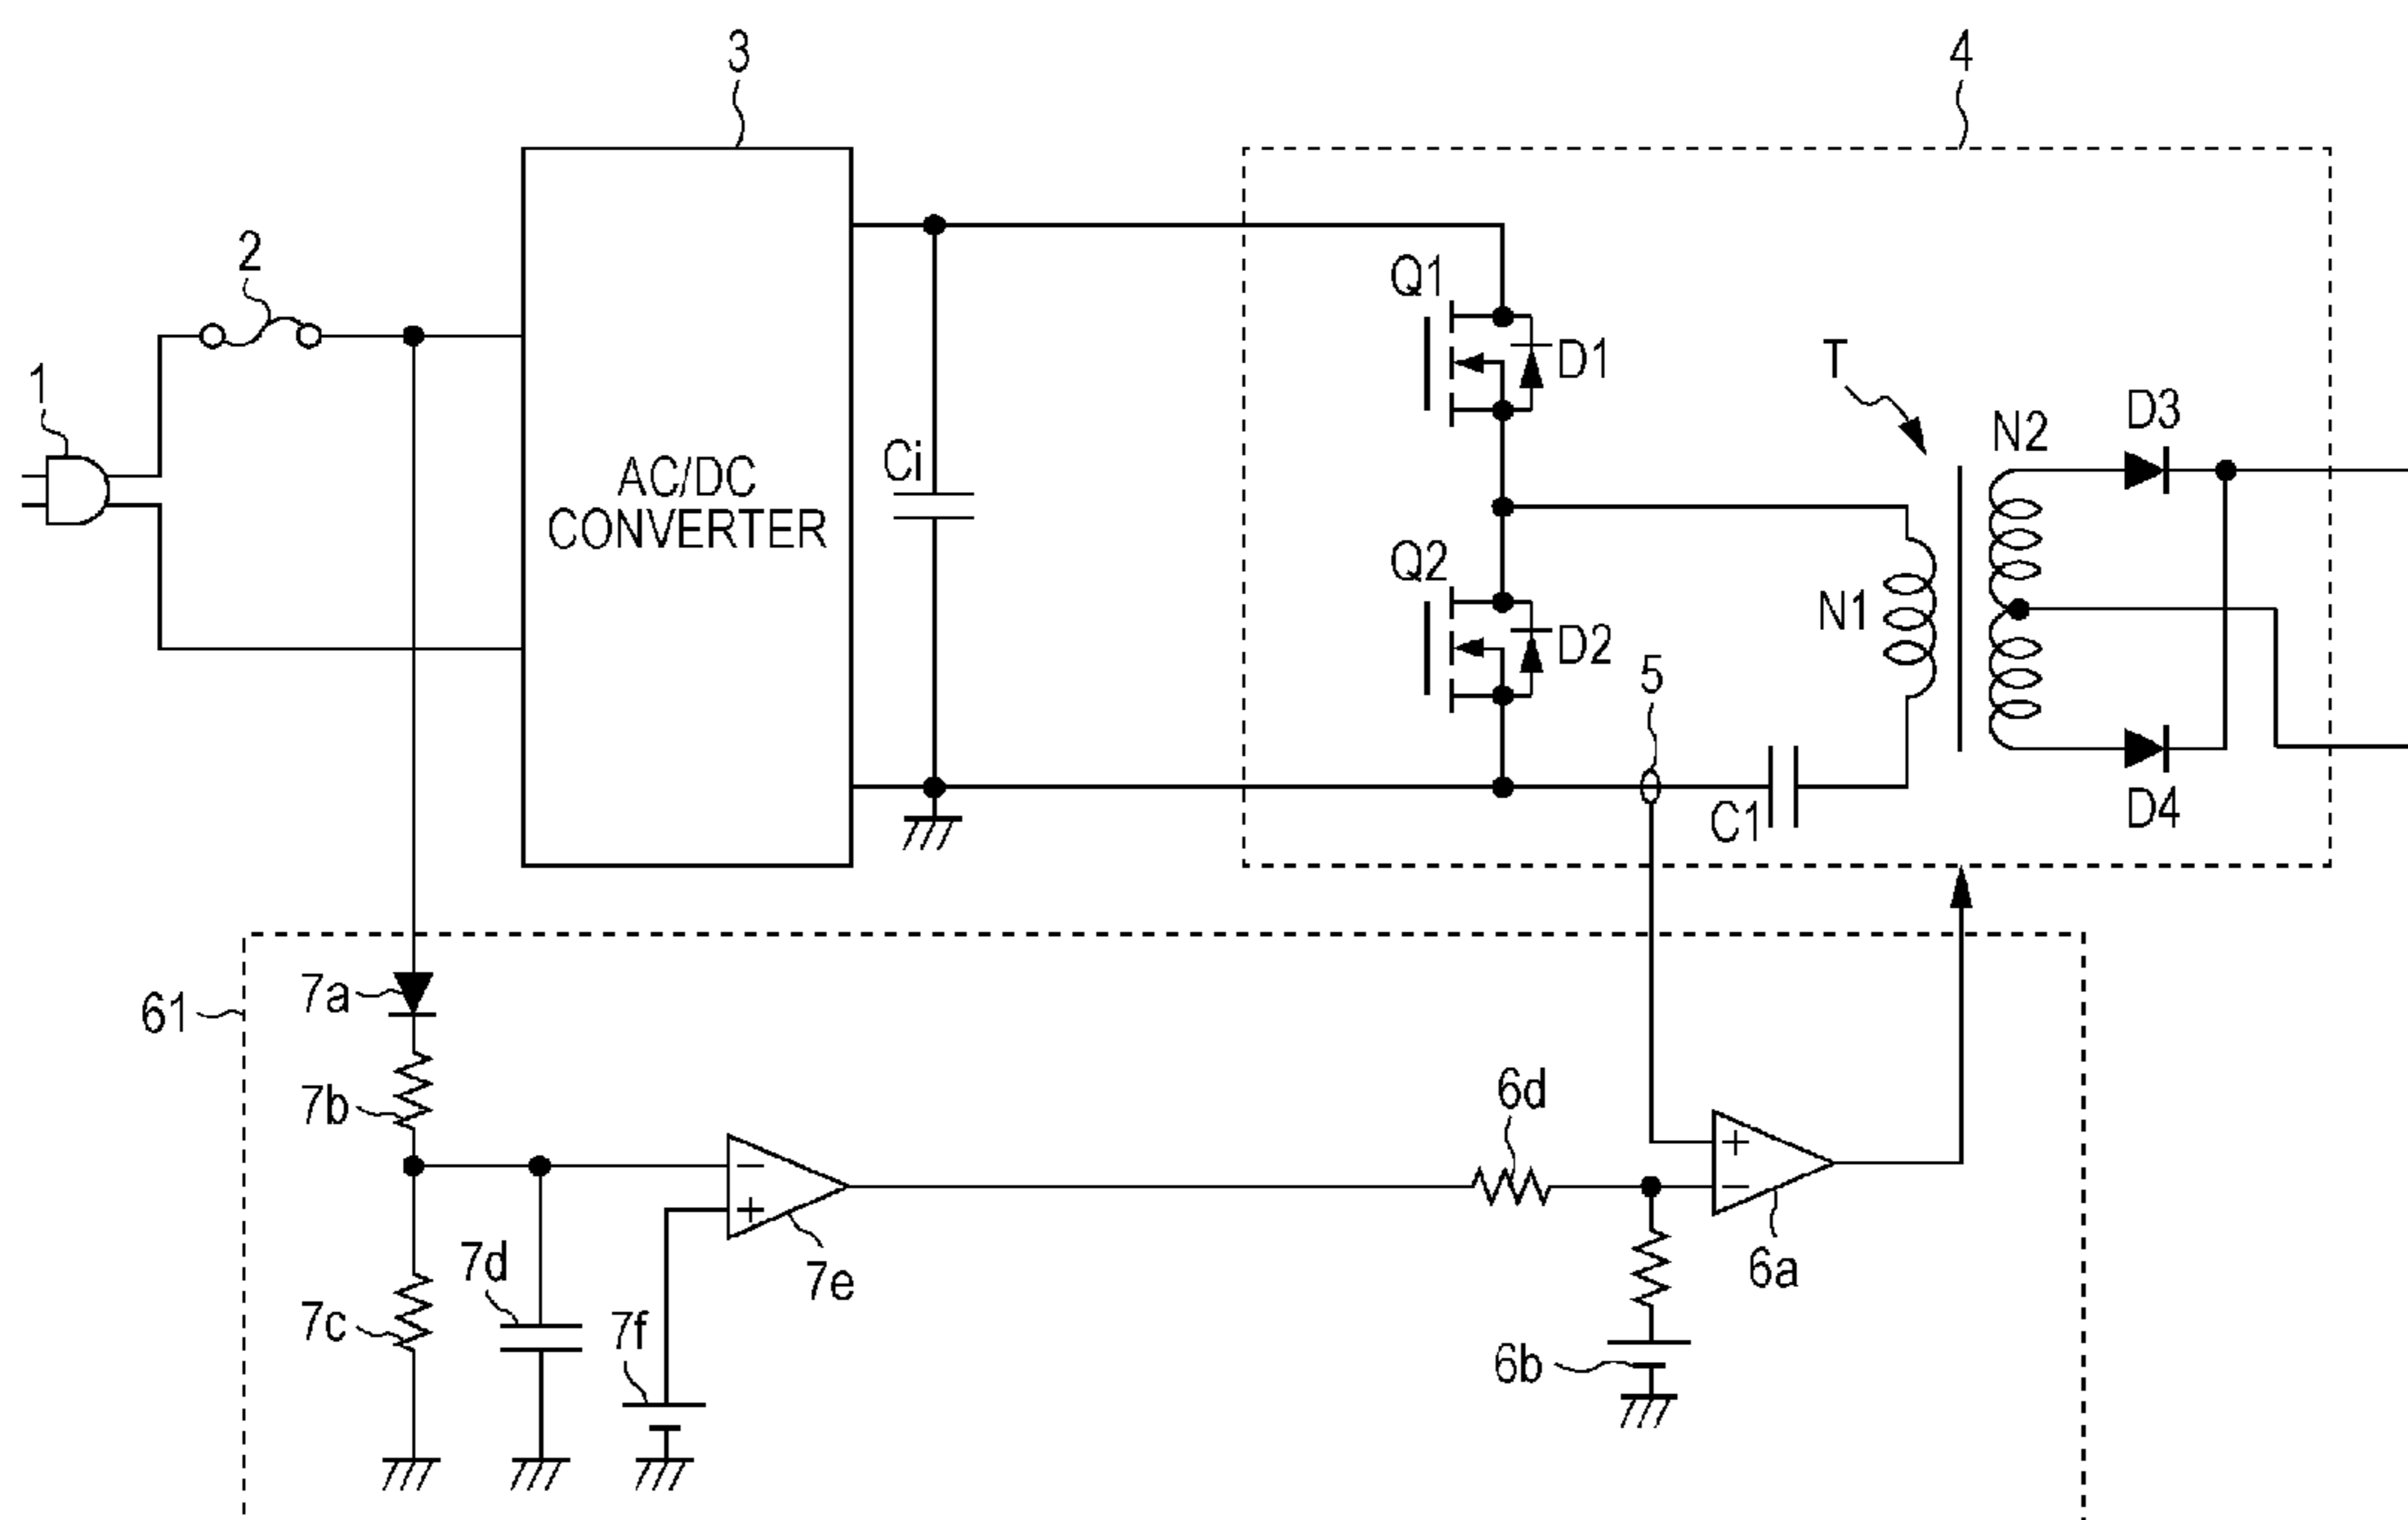 3
4
2
Q1
1
D1
T
D3
N2
Ci
AC/DC
CONVERTER
Q2
N1
D2
5
C1
D4
7a
61
6d
7b
−
+
−
+
7d
7e
6a
7c
7f
6b